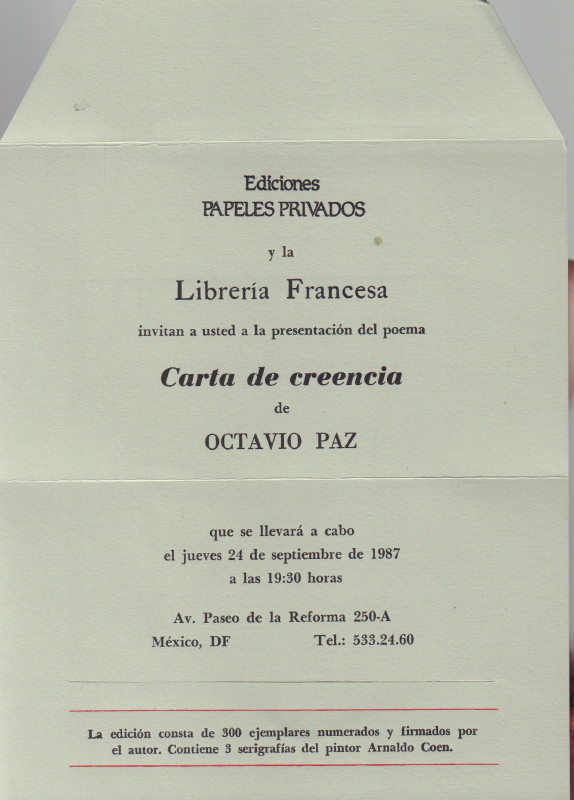 Ediciones
PAPELES PRIVADOS
y la
Librería Francesa
invitan a usted a la presentación del poema
Carta de creencia
de
OCTAVIO PAZ
que se llevará a cabo
el jueves 24 de septiembre de 1987
a las 19:30 horas
Av. Paseo de la Reforma 250-A
México, DF Tel.: 533.24.60
La edición consta de 300 ejemplares numerados y firmados por
el autor. Contiene 3 serigrafías del pintor Arnaldo Coen.